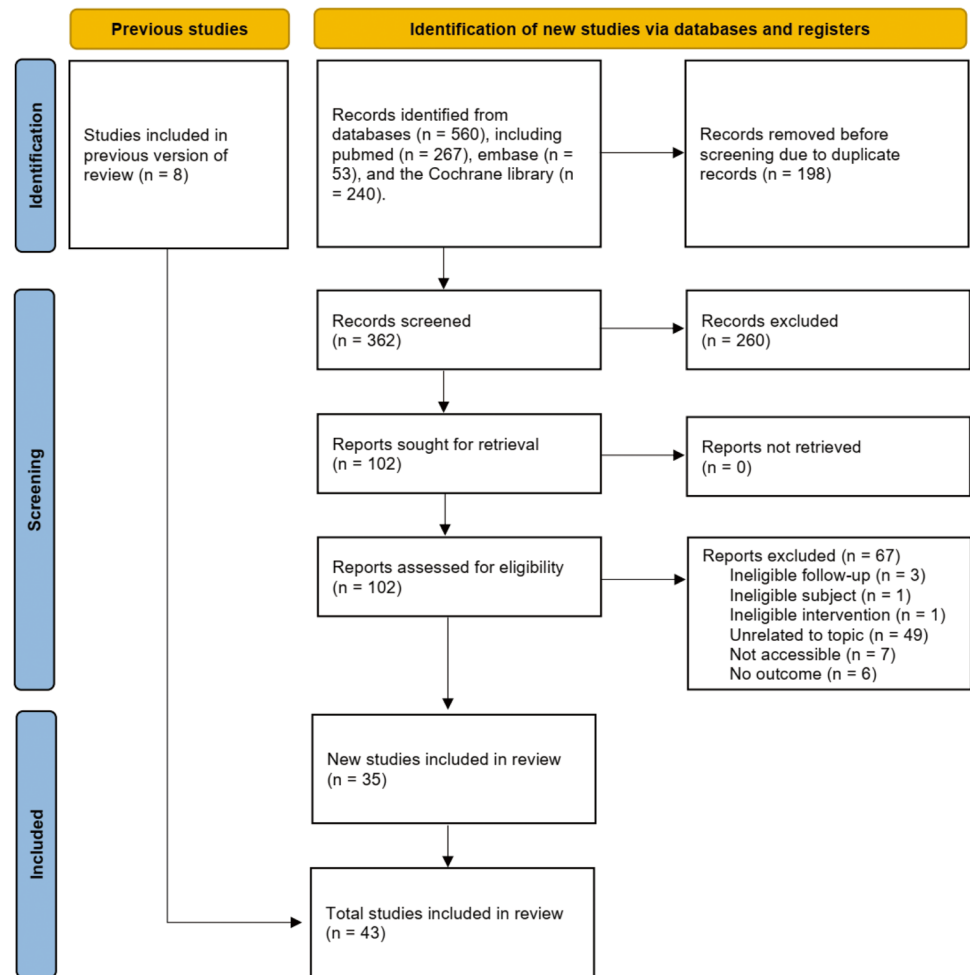 Previous studies
Identification of new studies via databases and registers
Identification
Studies included in
previous version of
review (n = 8)
Records identified from
databases (n = 560), including
pubmed (n = 267), embase (n =
53), and the Cochrane library (n
= 240).
Records removed before
screening due to duplicate
records (n = 198)
Screening
Records screened
(n = 362)
Records excluded
(n = 260)
Reports sought for retrieval
(n = 102)
Reports not retrieved
(n = 0)
Reports assessed for eligibility
(n = 102)
Reports excluded (n = 67)
Ineligible follow-up (n = 3)
Ineligible subject (n = 1)
Ineligible intervention (n = 1)
Unrelated to topic (n = 49)
Not accessible (n = 7)
No outcome (n = 6)
Included
New studies included in review
(n = 35)
Total studies included in review
(n = 43)